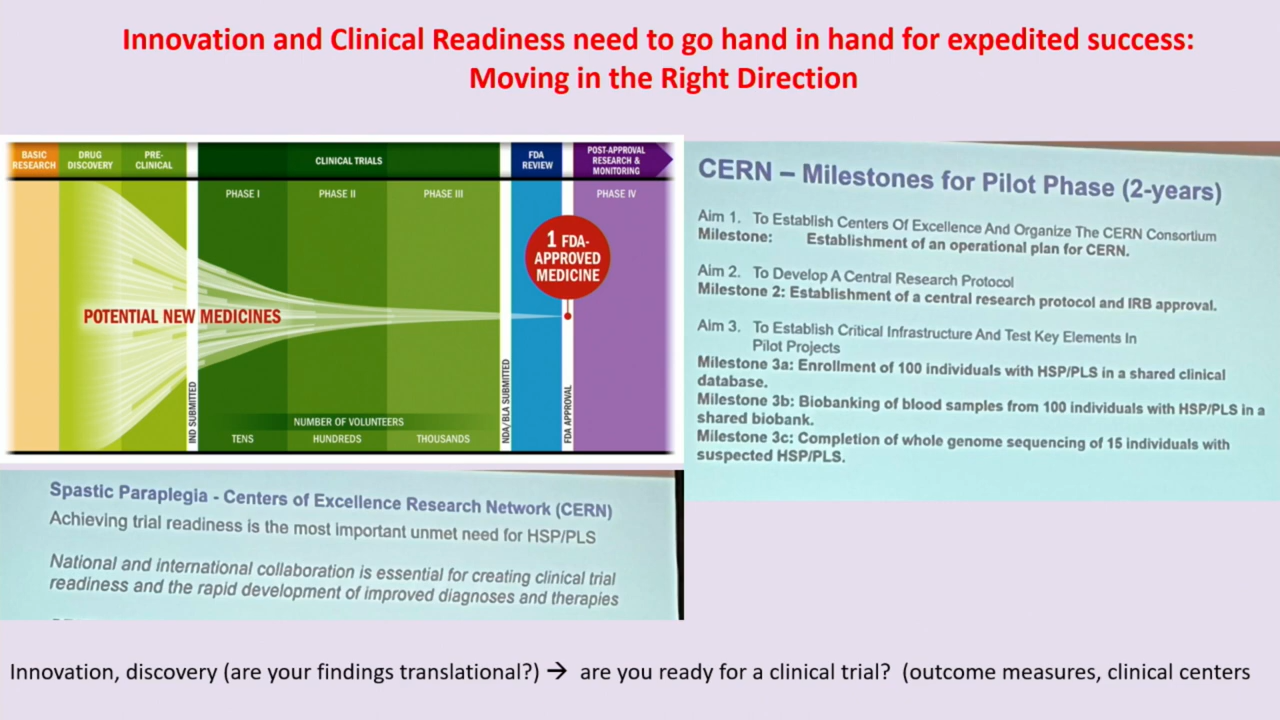 Innovation and Clinical Readiness need to go hand in hand for expedited success:
Moving in the Right Direction
BASIC
RESEARCH
DRUG
DISCOVERY
PRE-
CLINICAL
CLINICAL TRIALS
FDA
REVIEW
POST-APPROVAL
RESEARCH &
MONITORING
PHASE I
PHASE II
PHASE III
PHASE IV
1 FDA-
APPROVED
MEDICINE
POTENTIAL NEW MEDICINES
IND SUBMITTED
NDA/BLA SUBMITTED
FDA APPROVAL
NUMBER OF VOLUNTEERS
TENS
HUNDREDS
THOUSANDS
CERN – Milestones for Pilot Phase (2-years)
Aim 1. To Establish Centers Of Excellence And Organize The CERN Consortium
Milestone: Establishment of an operational plan for CERN.
Aim 2. To Develop A Central Research Protocol
Milestone 2: Establishment of a central research protocol and IRB approval.
Aim 3. To Establish Critical Infrastructure And Test Key Elements In
Pilot Projects
Milestone 3a: Enrollment of 100 individuals with HSP/PLS in a shared clinical
database.
Milestone 3b: Biobanking of blood samples from 100 individuals with HSP/PLS in a
shared biobank.
Milestone 3c: Completion of whole genome sequencing of 15 individuals with
suspected HSP/PLS.
Spastic Paraplegia - Centers of Excellence Research Network (CERN)
Achieving trial readiness is the most important unmet need for HSP/PLS
National and international collaboration is essential for creating clinical trial
readiness and the rapid development of improved diagnoses and therapies
Innovation, discovery (are your findings translational?) → are you ready for a clinical trial? (outcome measures, clinical centers